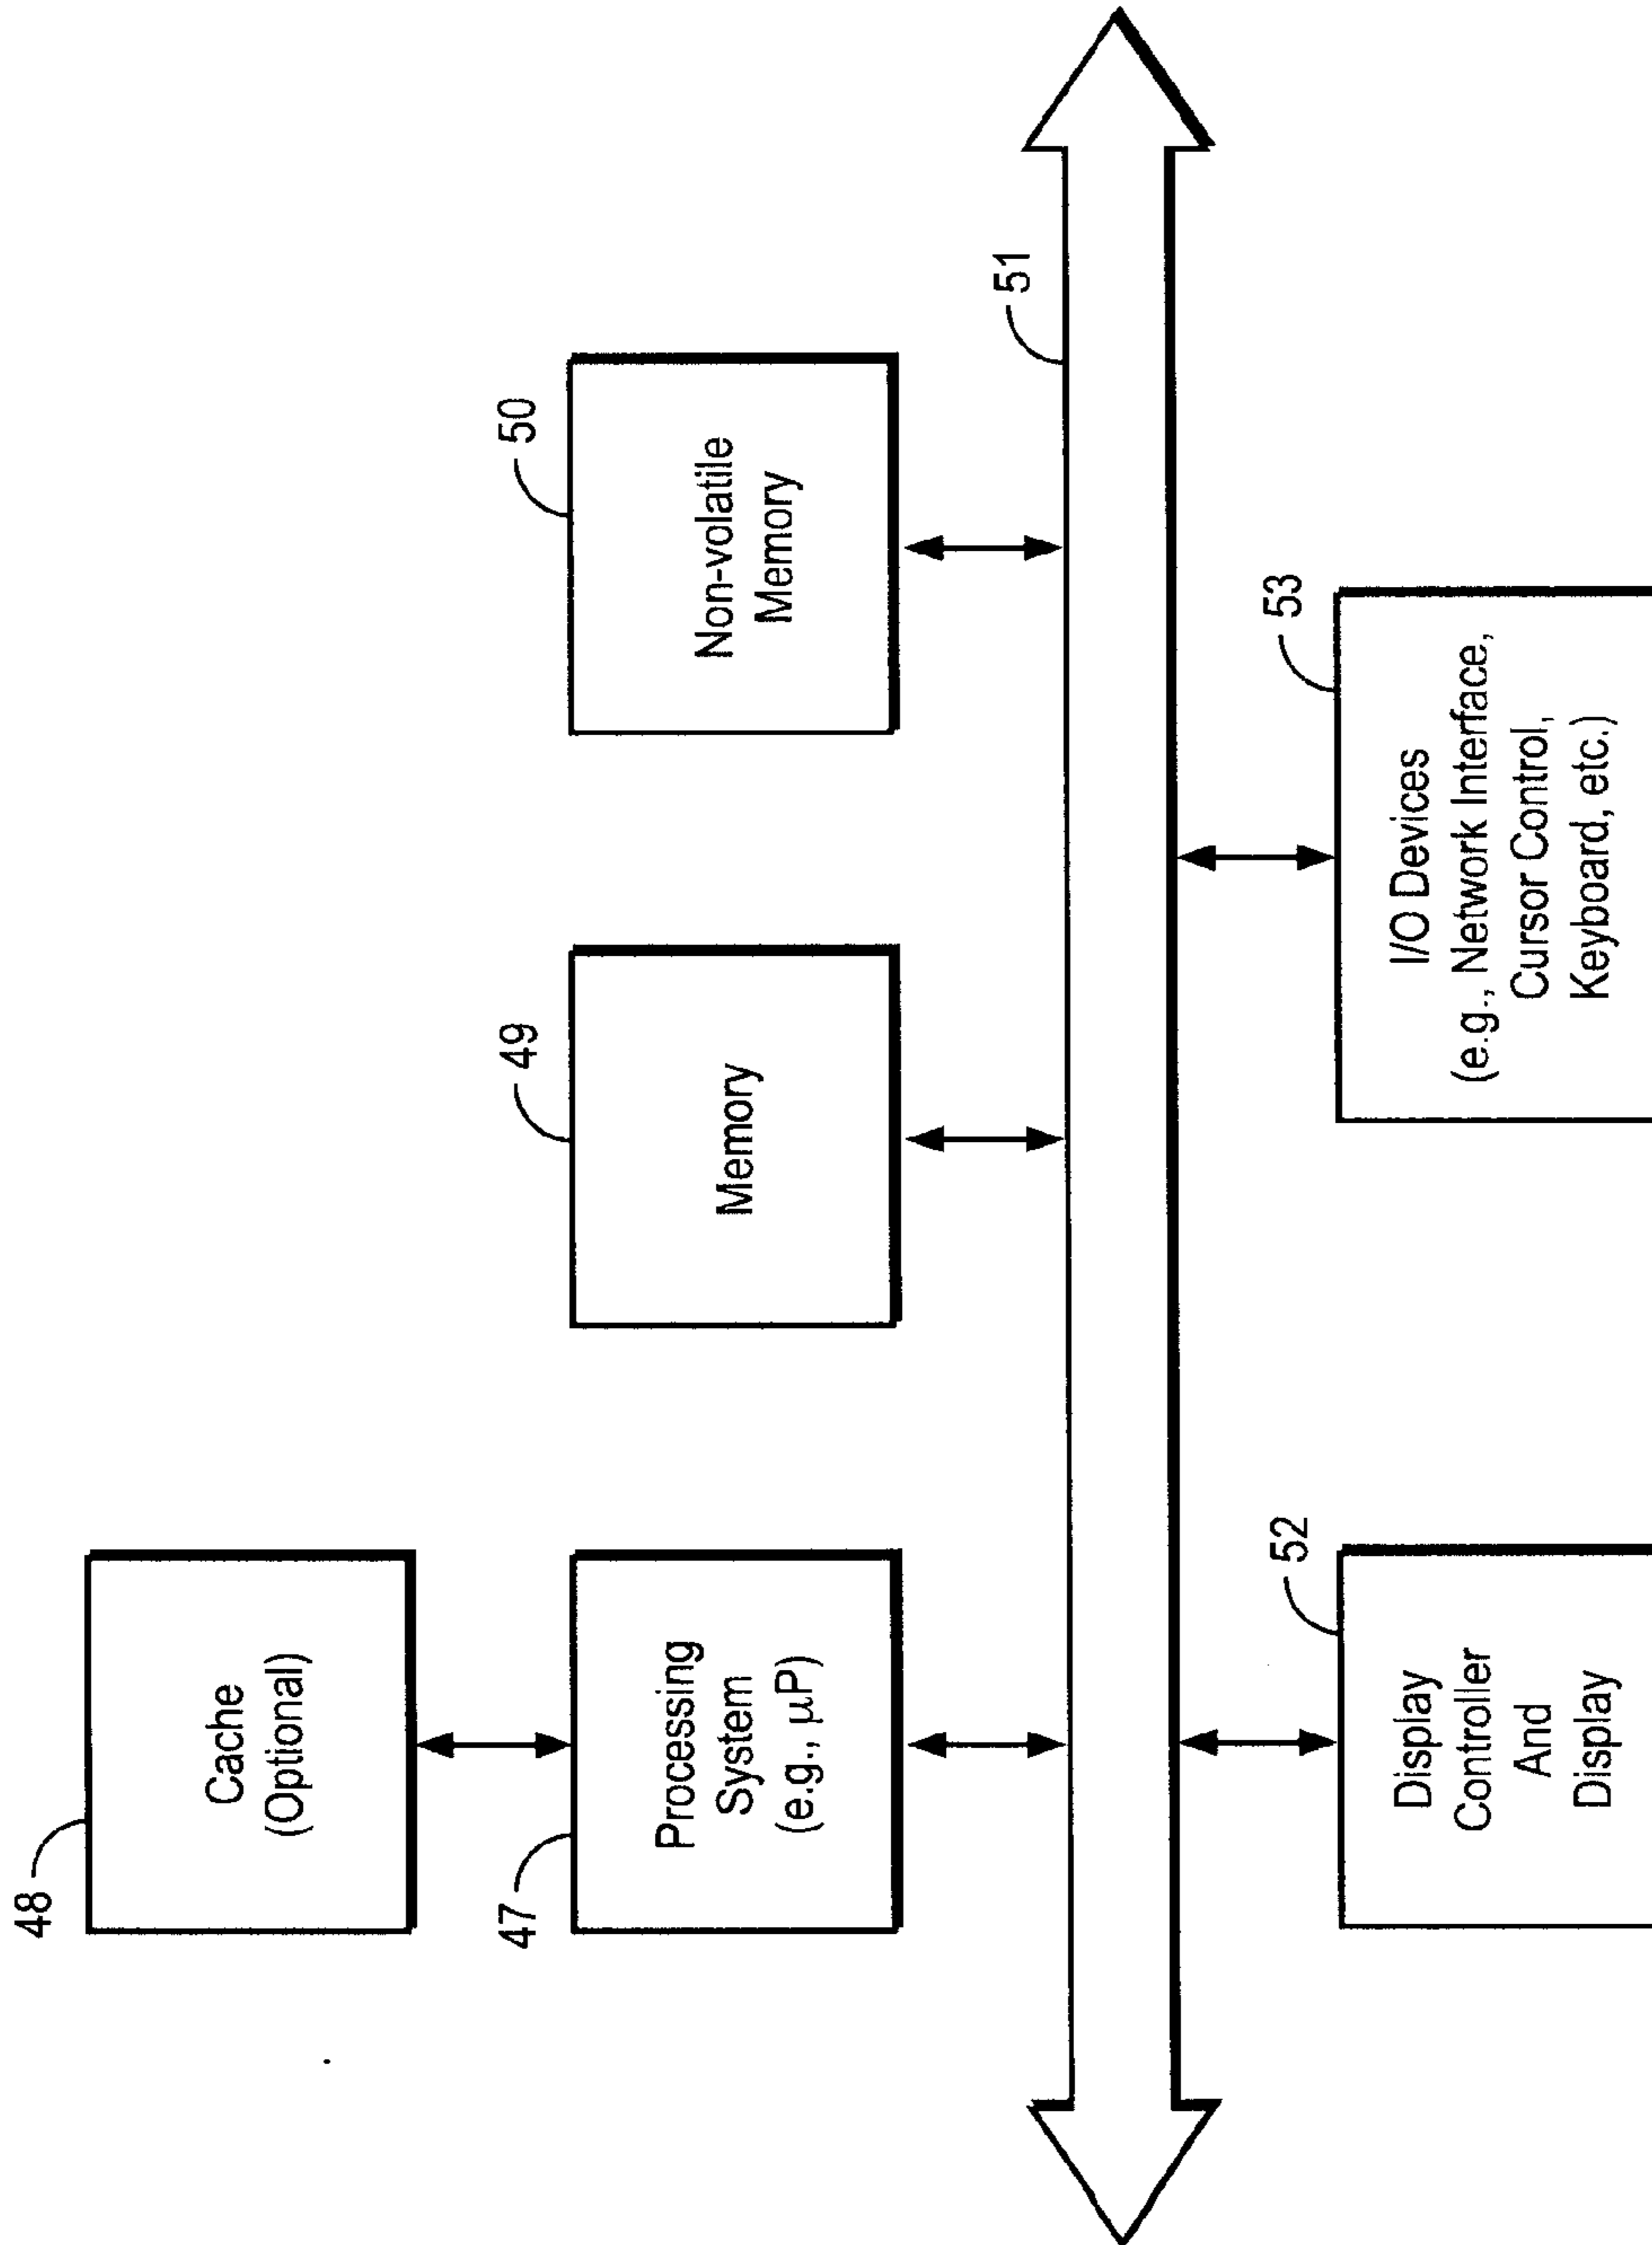 48
Cache
(Optional)
47
Processing
System
(e.g., μP)
49
Memory
50
Non-volatile
Memory
51
52
Display
Controller
And
Display
53
I/O Devices
(e.g., Network Interface,
Cursor Control,
Keyboard, etc.)